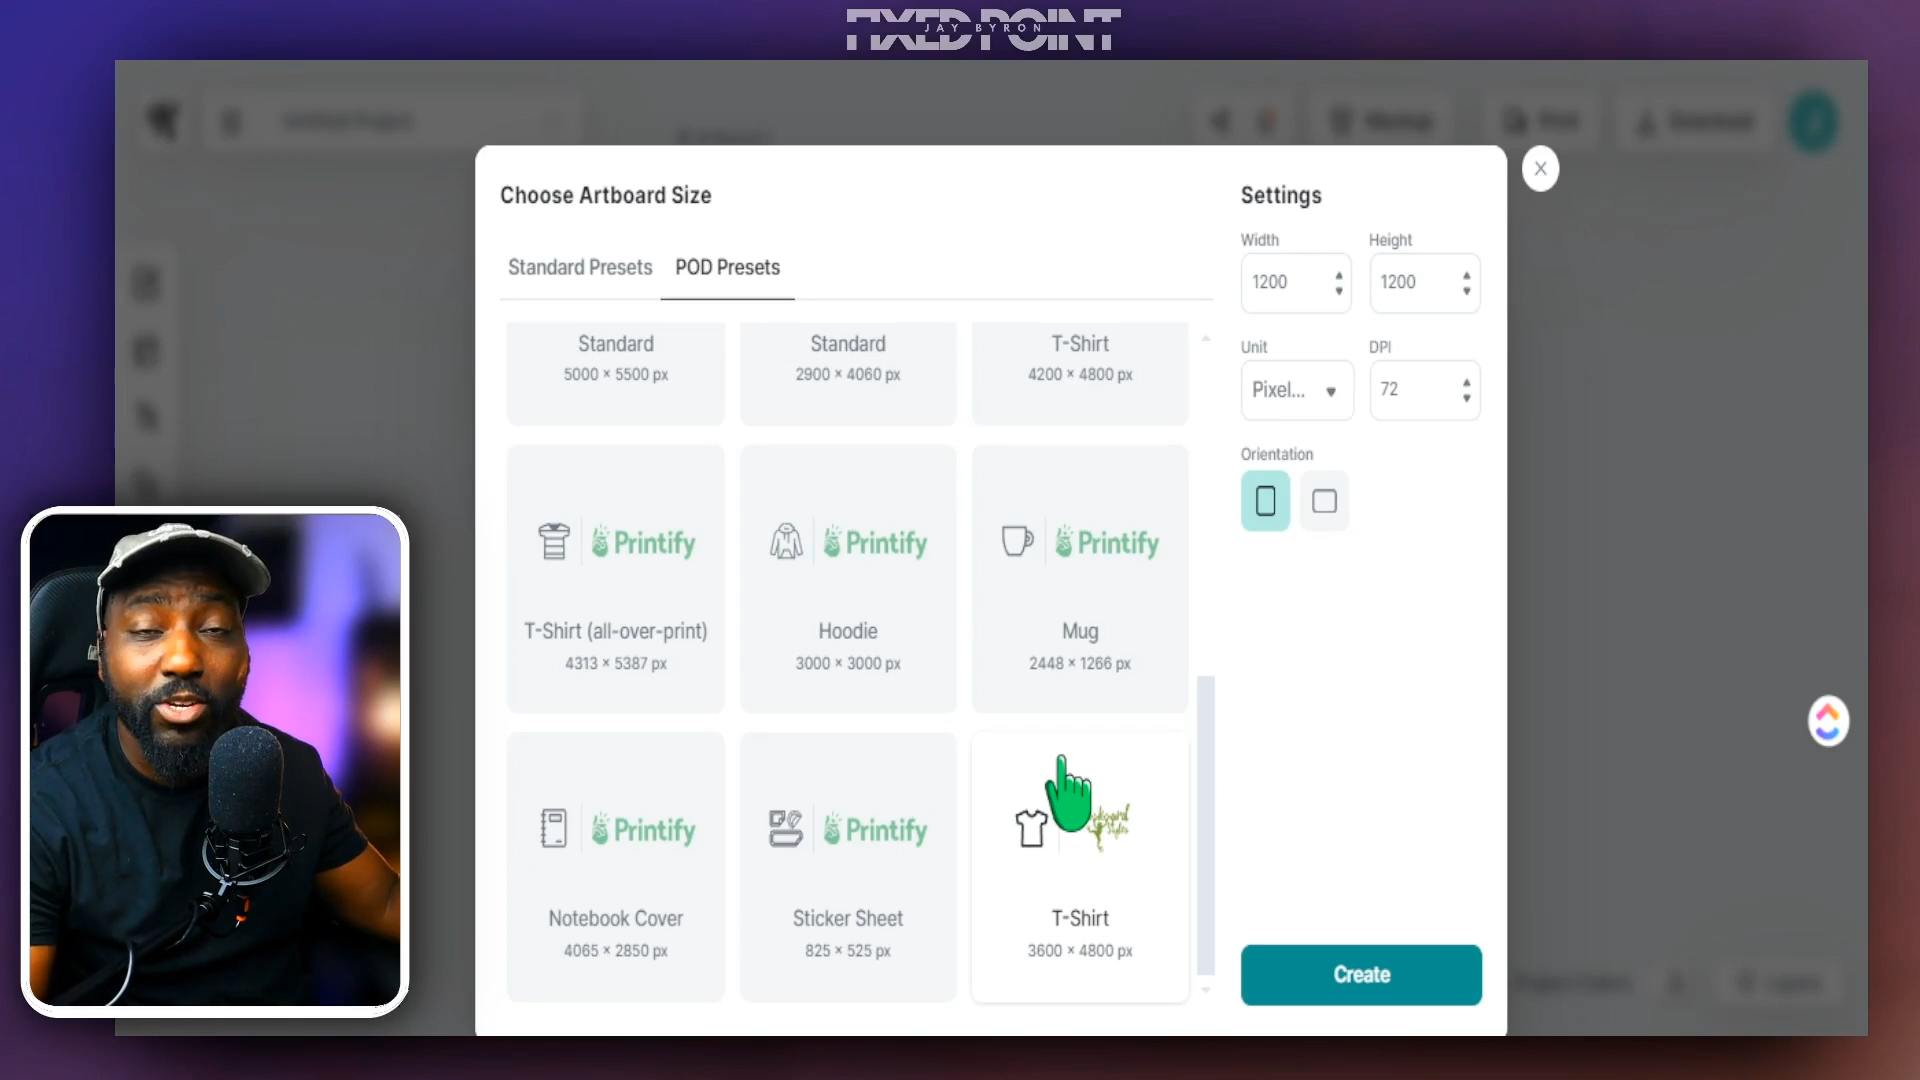 FIXED POINT
JAY BYRON
Choose Artboard Size
Settings
Standard Presets
POD Presets
Width
Height
1200
1200
Unit
DPI
Pixel...
72
Orientation
Standard
5000 × 5500 px
Standard
2900 × 4060 px
T-Shirt
4200 × 4800 px
Printify
T-Shirt (all-over-print)
4313 × 5387 px
Printify
Hoodie
3000 × 3000 px
Printify
Mug
2448 × 1266 px
Printify
Notebook Cover
4065 × 2850 px
Printify
Sticker Sheet
825 × 525 px
T-Shirt
3600 × 4800 px
Create